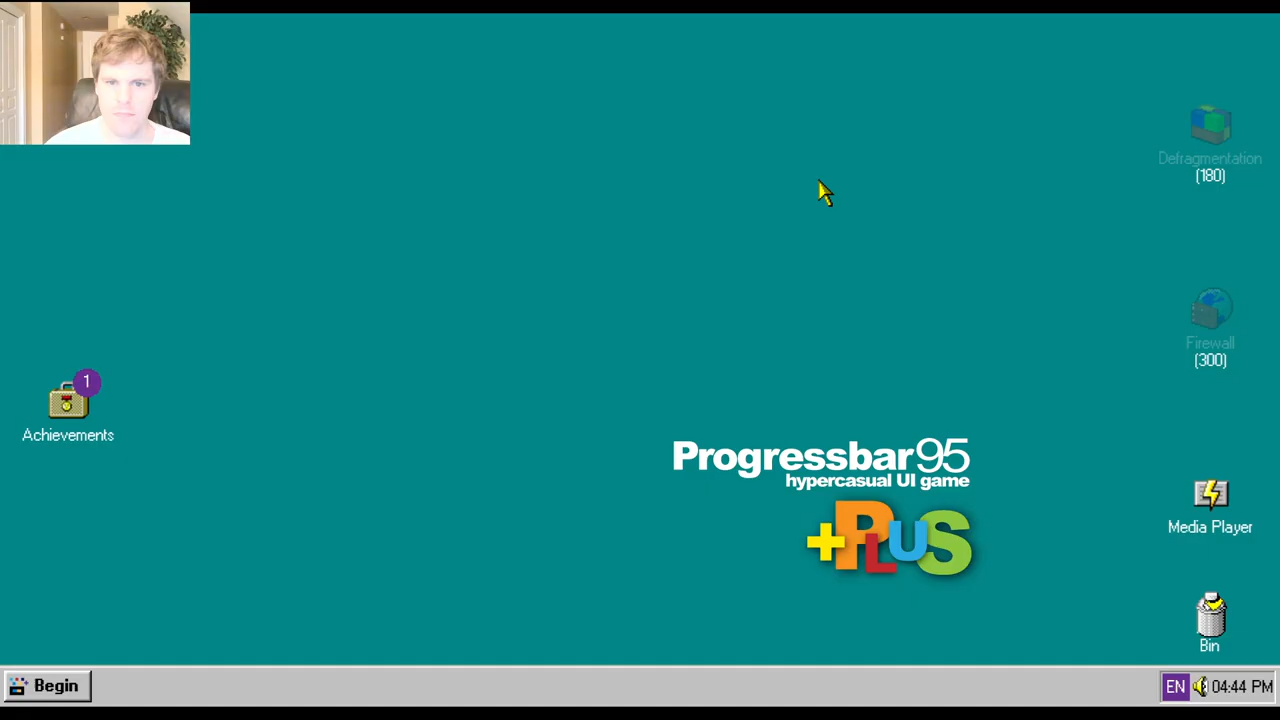 Defragmentation
(180)
Firewall
(300)
1
Achievements
Progressbar95
hypercasual UI game
+PLUS
Media Player
Bin
Begin
EN
04:44 PM